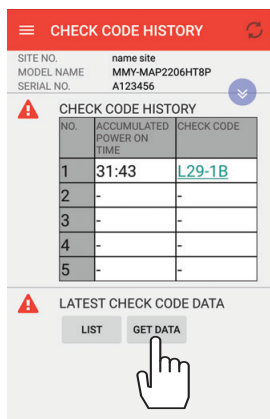 CHECK CODE HISTORY
SITE NO. name site
MODEL NAME MMY-MAP2206HT8P
SERIAL NO. A123456
CHECK CODE HISTORY
NO. ACCUMULATED POWER ON TIME CHECK CODE
1 31:43 L29-1B
2 - -
3 - -
4 - -
5 - -
LATEST CHECK CODE DATA
LIST GET DATA